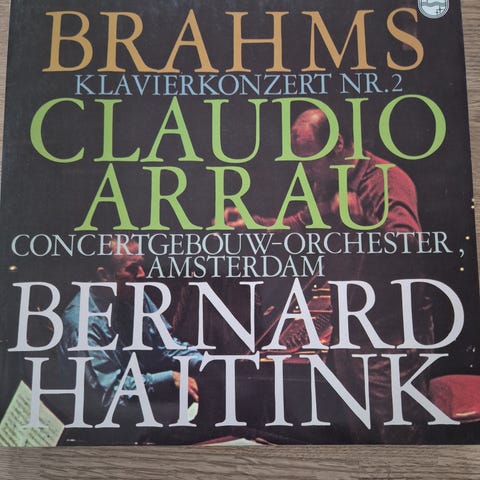 BRAHMS
KLAVIERKONZERT NR.2
CLAUDIO
ARRAU
CONCERTGEBOUW-ORCHESTER,
AMSTERDAM
BERNARD
HAITINK